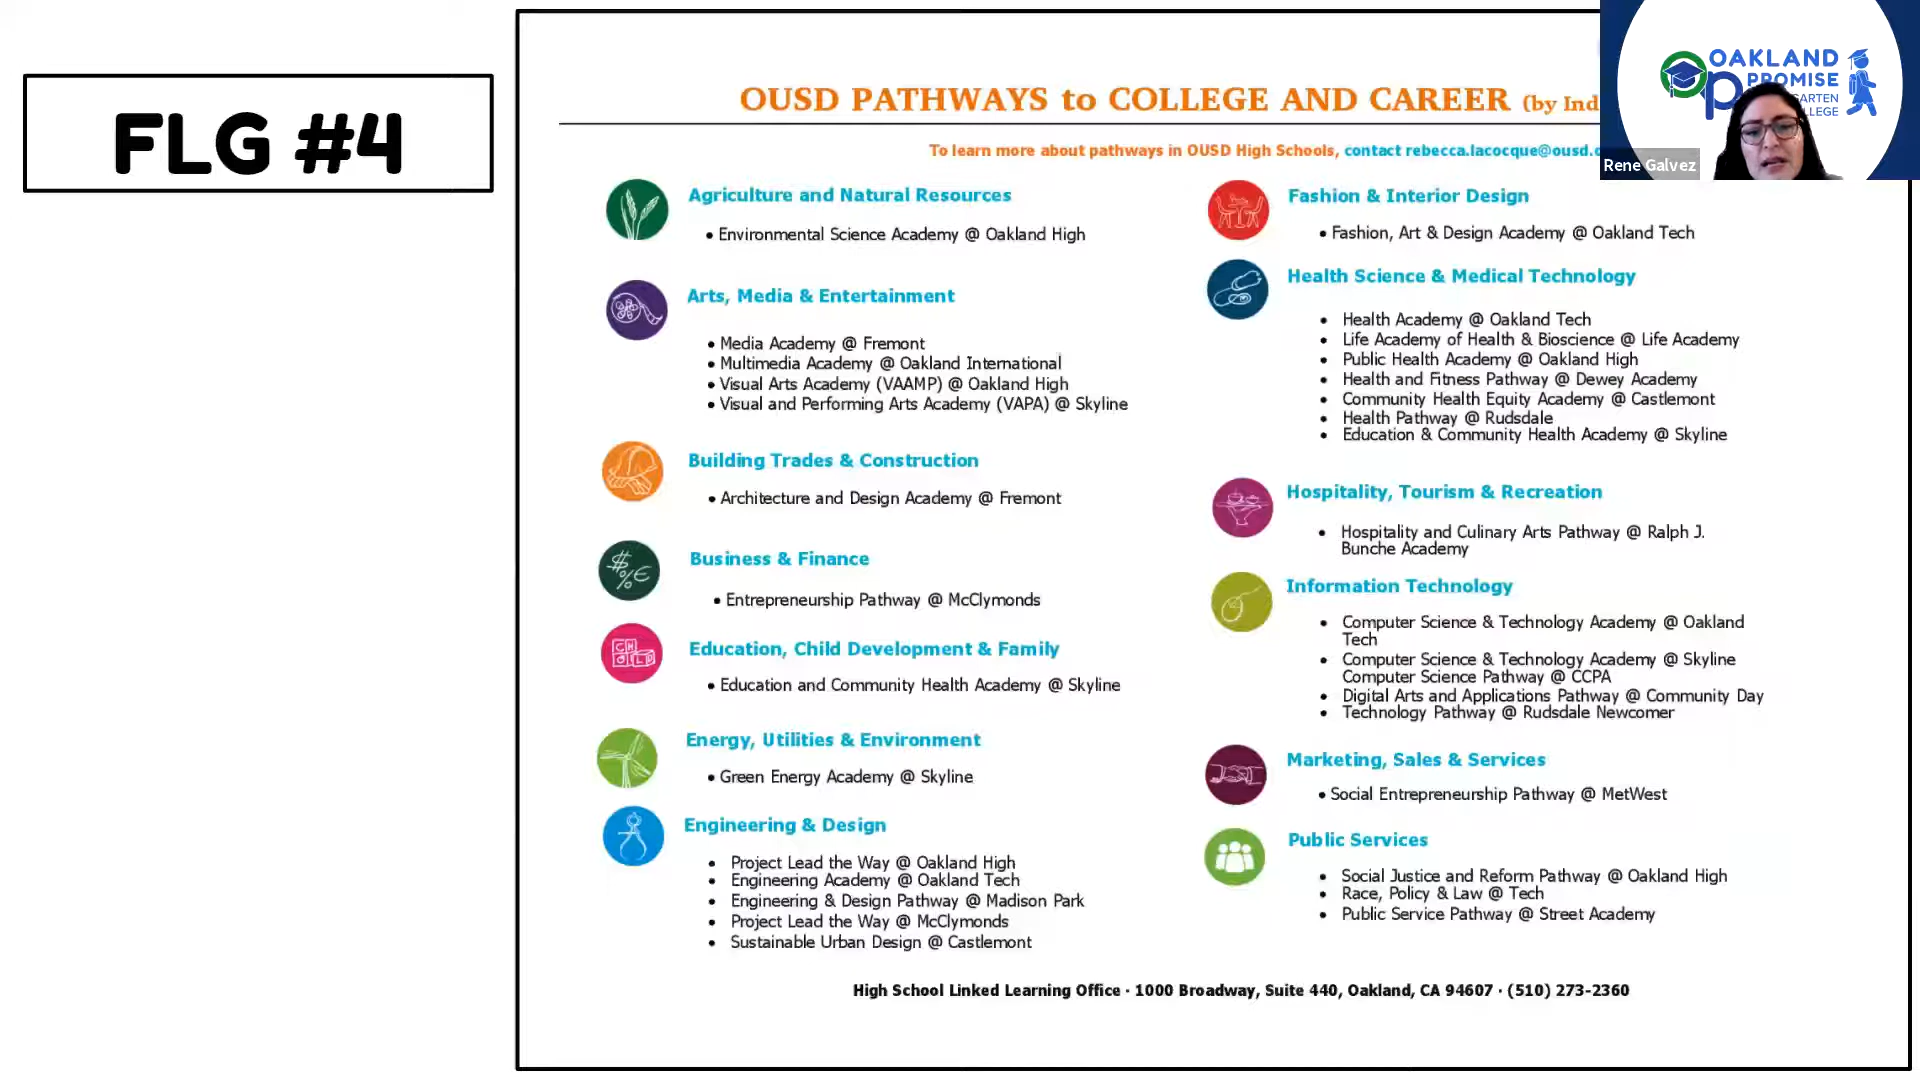 FLG #4
OUSD PATHWAYS to COLLEGE AND CAREER (by Ind
To learn more about pathways in OUSD High Schools, contact rebecca.lacocque@ousd.
Agriculture and Natural Resources
• Environmental Science Academy @ Oakland High
Arts, Media & Entertainment
• Media Academy @ Fremont
• Multimedia Academy @ Oakland International
• Visual Arts Academy (VAAMP) @ Oakland High
• Visual and Performing Arts Academy (VAPA) @ Skyline
Building Trades & Construction
• Architecture and Design Academy @ Fremont
Business & Finance
$%€
• Entrepreneurship Pathway @ McClymonds
CH
OLD
Education, Child Development & Family
• Education and Community Health Academy @ Skyline
Energy, Utilities & Environment
• Green Energy Academy @ Skyline
Engineering & Design
• Project Lead the Way @ Oakland High
• Engineering Academy @ Oakland Tech
• Engineering & Design Pathway @ Madison Park
• Project Lead the Way @ McClymonds
• Sustainable Urban Design @ Castlemont
Fashion & Interior Design
• Fashion, Art & Design Academy @ Oakland Tech
Health Science & Medical Technology
• Health Academy @ Oakland Tech
• Life Academy of Health & Bioscience @ Life Academy
• Public Health Academy @ Oakland High
• Health and Fitness Pathway @ Dewey Academy
• Community Health Equity Academy @ Castlemont
• Health Pathway @ Rudsdale
• Education & Community Health Academy @ Skyline
Hospitality, Tourism & Recreation
• Hospitality and Culinary Arts Pathway @ Ralph J.
Bunche Academy
Information Technology
• Computer Science & Technology Academy @ Oakland
Tech
• Computer Science & Technology Academy @ Skyline
Computer Science Pathway @ CCPA
• Digital Arts and Applications Pathway @ Community Day
• Technology Pathway @ Rudsdale Newcomer
Marketing, Sales & Services
• Social Entrepreneurship Pathway @ MetWest
Public Services
• Social Justice and Reform Pathway @ Oakland High
• Race, Policy & Law @ Tech
• Public Service Pathway @ Street Academy
High School Linked Learning Office · 1000 Broadway, Suite 440, Oakland, CA 94607 · (510) 273-2360
OAKLAND
PROMISE
GARTEN
LLEGE
Rene Galvez